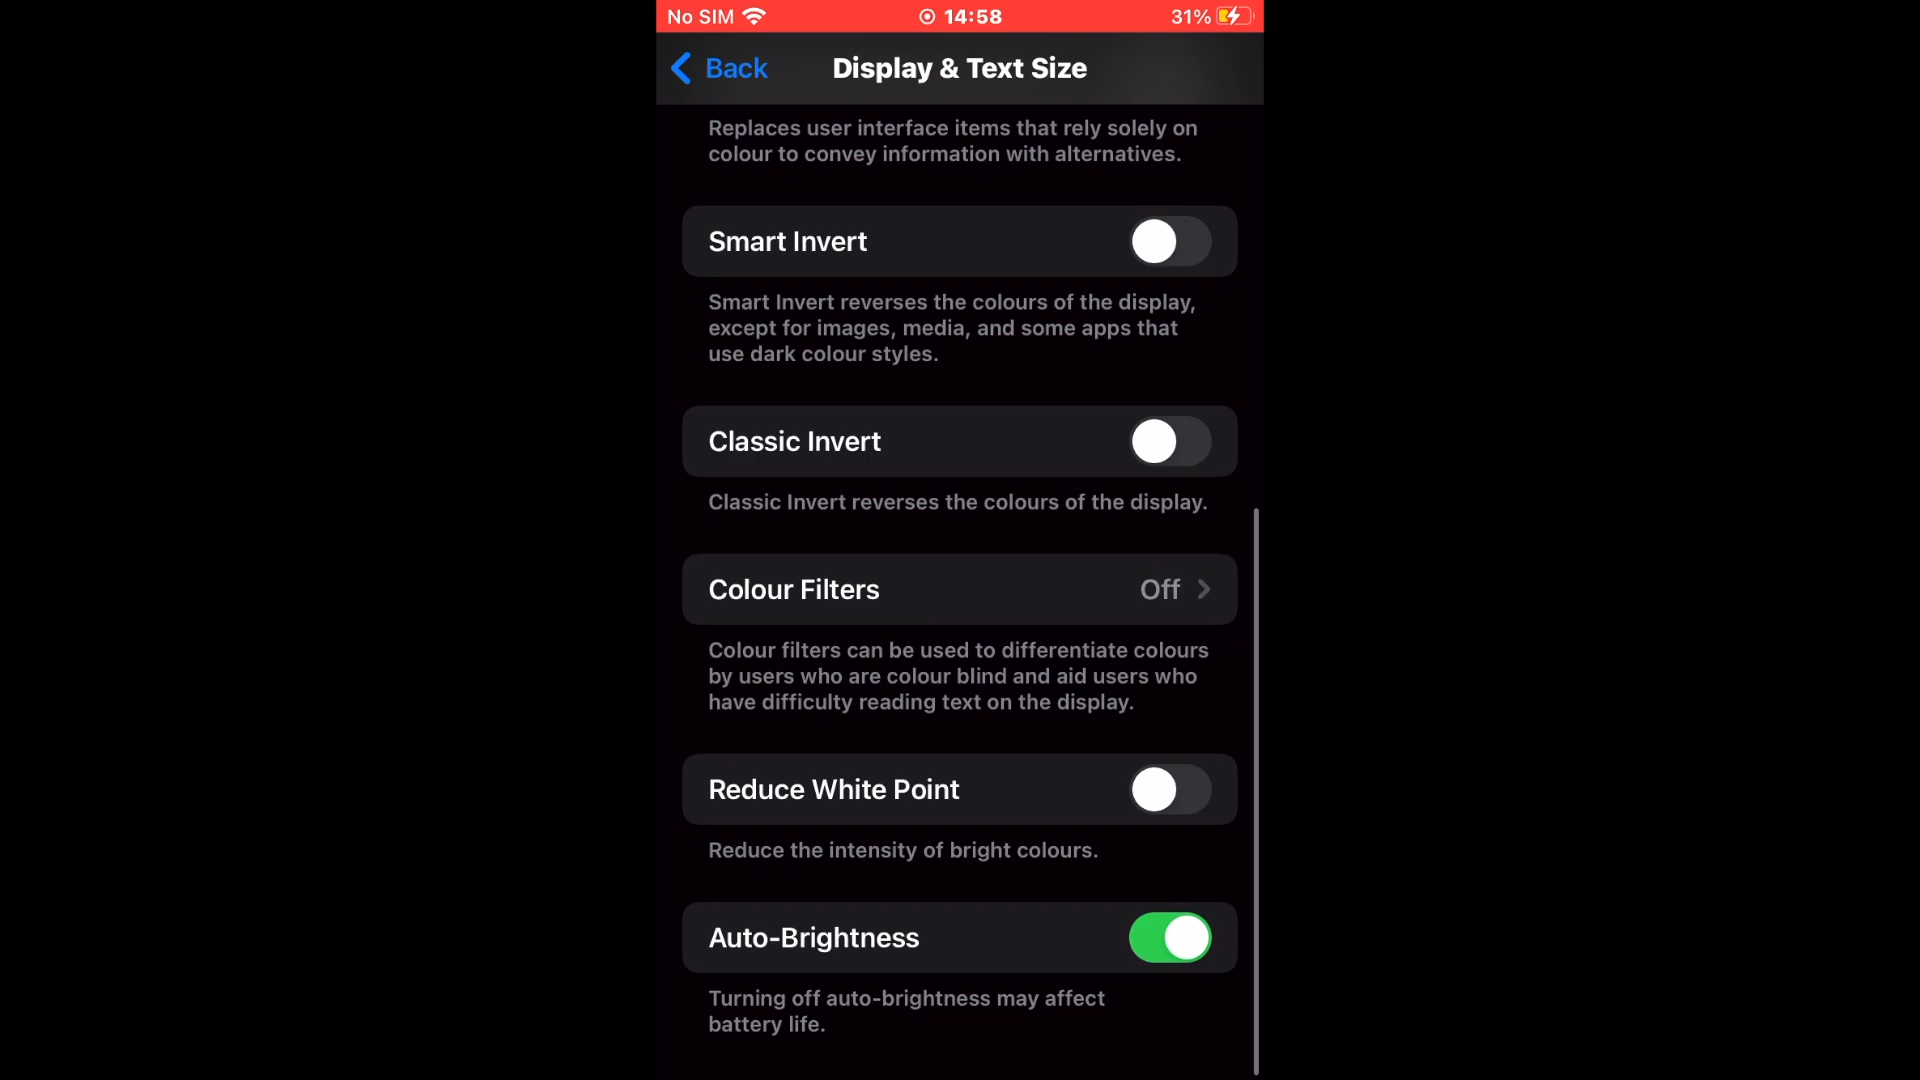 No SIM 14:58 31%
Back Display & Text Size
Replaces user interface items that rely solely on
colour to convey information with alternatives.
Smart Invert
Smart Invert reverses the colours of the display,
except for images, media, and some apps that
use dark colour styles.
Classic Invert
Classic Invert reverses the colours of the display.
Colour Filters Off
Colour filters can be used to differentiate colours
by users who are colour blind and aid users who
have difficulty reading text on the display.
Reduce White Point
Reduce the intensity of bright colours.
Auto-Brightness
Turning off auto-brightness may affect
battery life.